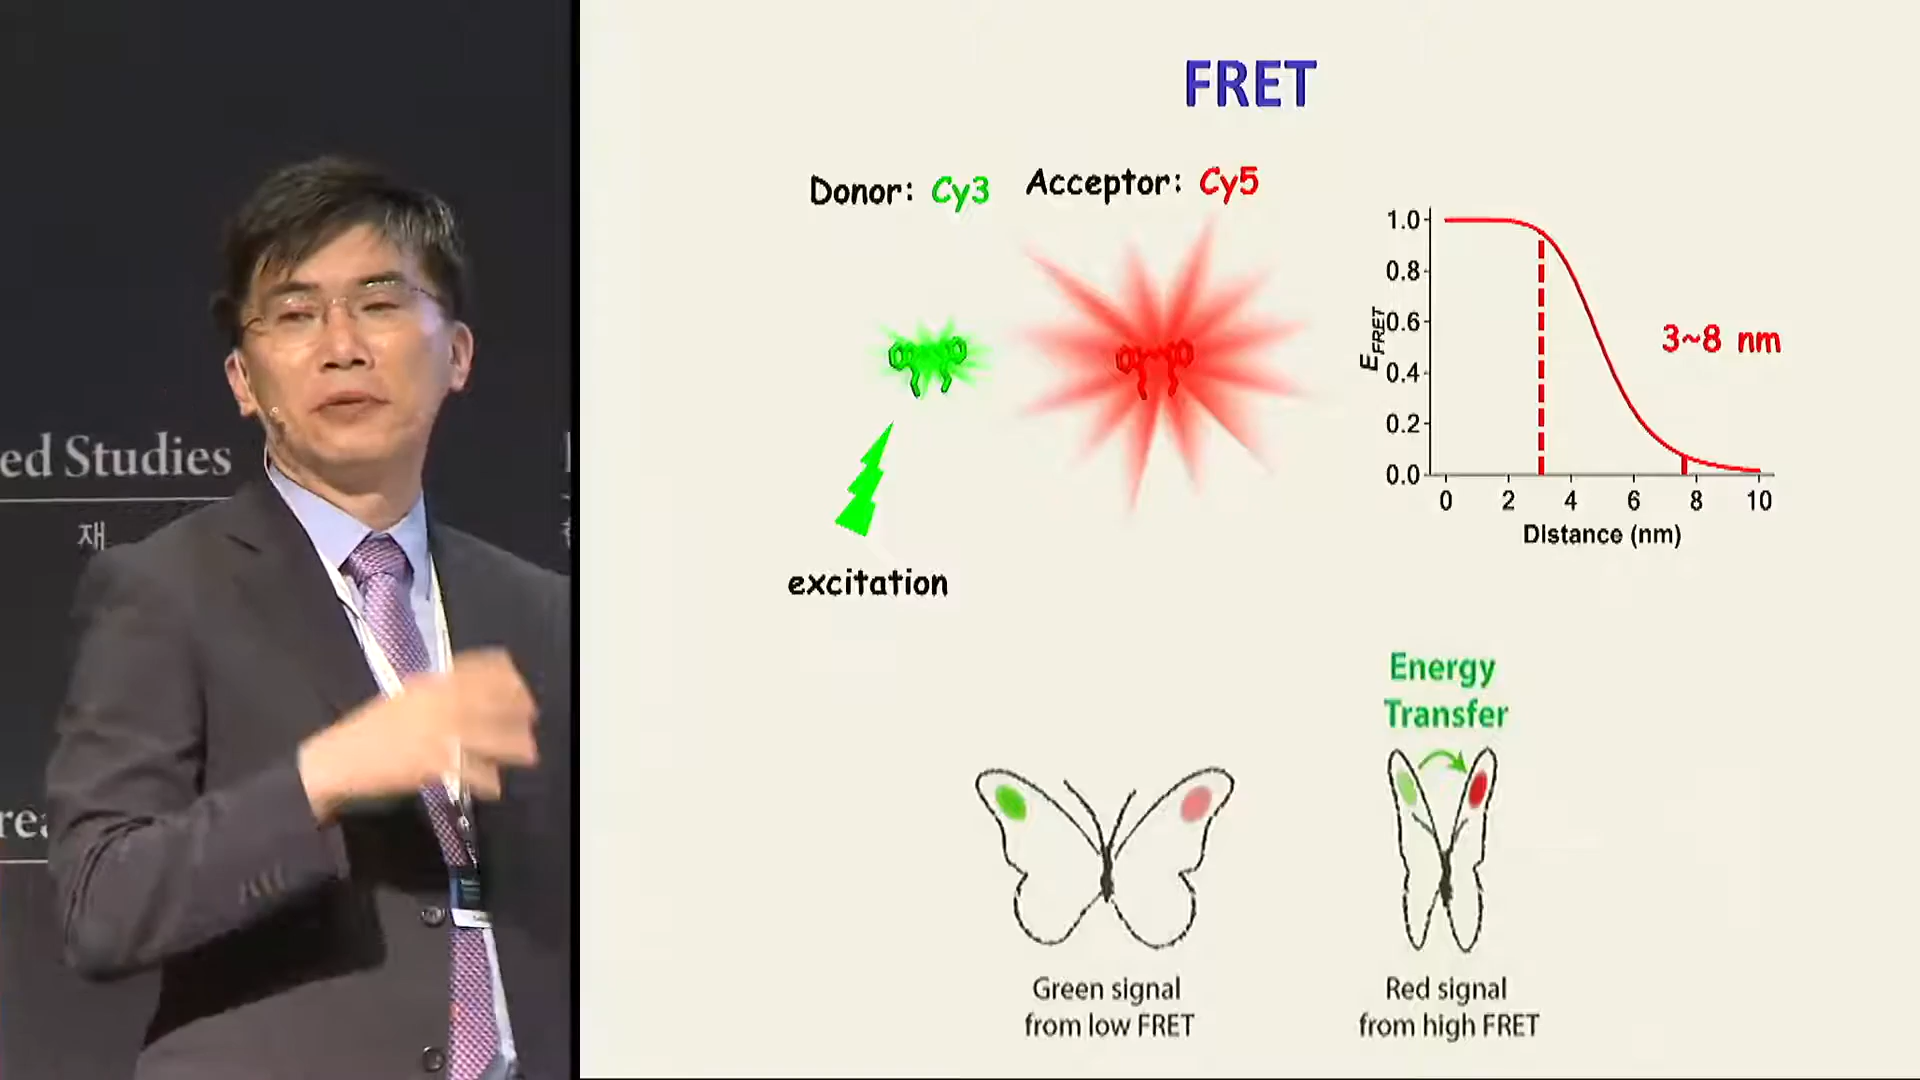 ed Studies
재
rea
FRET
Donor: Cy3
Acceptor: Cy5
1.0
0.8
0.6
0.4
0.2
0.0
E_FRET
3~8 nm
0 2 4 6 8 10
Distance (nm)
excitation
Energy
Transfer
Green signal
from low FRET
Red signal
from high FRET